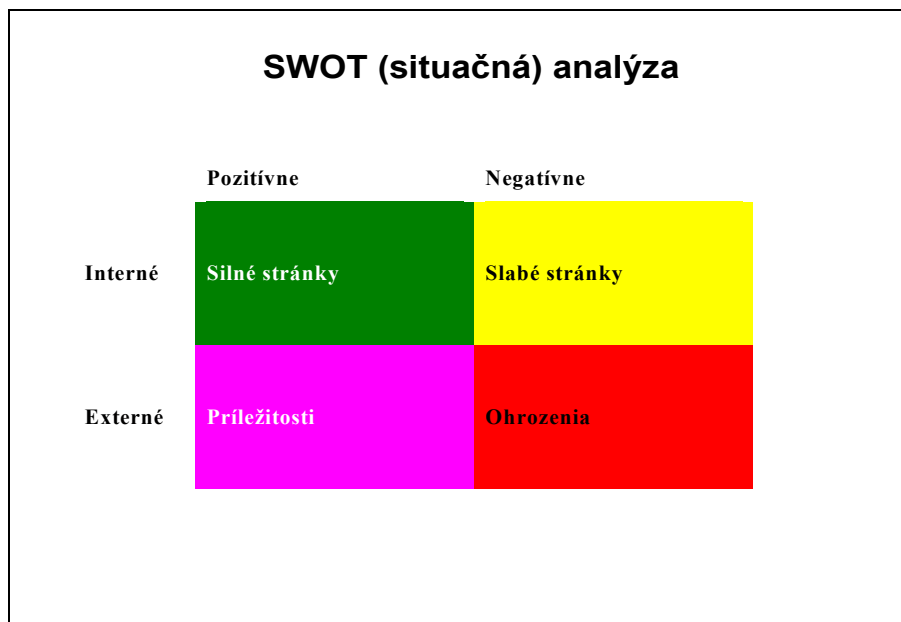 SWOT (situačná) analýza
Pozitívne Negatívne
Interné Silné stránky Slabé stránky
Externé Príležitosti Ohrozenia